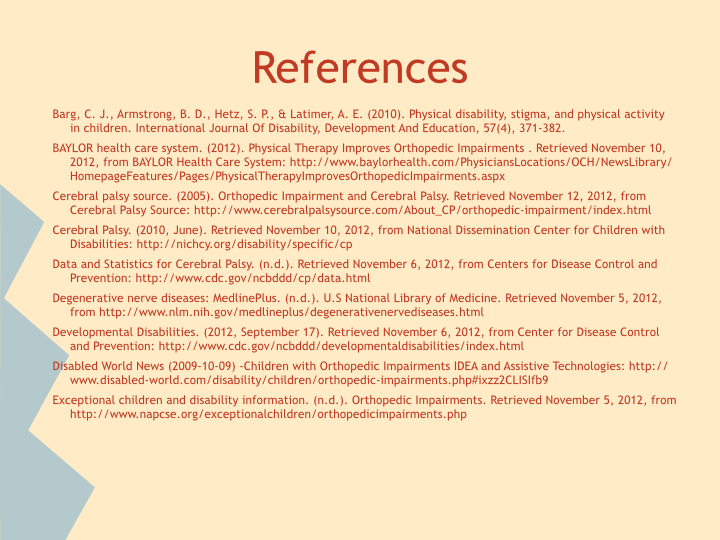 References
Barg, C. J., Armstrong, B. D., Hetz, S. P., & Latimer, A. E. (2010). Physical disability, stigma, and physical activity
in children. International Journal Of Disability, Development And Education, 57(4), 371-382.
BAYLOR health care system. (2012). Physical Therapy Improves Orthopedic Impairments . Retrieved November 10,
2012, from BAYLOR Health Care System: http://www.baylorhealth.com/PhysiciansLocations/OCH/NewsLibrary/
HomepageFeatures/Pages/PhysicalTherapyImprovesOrthopedicImpairments.aspx
Cerebral palsy source. (2005). Orthopedic Impairment and Cerebral Palsy. Retrieved November 12, 2012, from
Cerebral Palsy Source: http://www.cerebralpalsysource.com/About_CP/orthopedic-impairment/index.html
Cerebral Palsy. (2010, June). Retrieved November 10, 2012, from National Dissemination Center for Children with
Disabilities: http://nichcy.org/disability/specific/cp
Data and Statistics for Cerebral Palsy. (n.d.). Retrieved November 6, 2012, from Centers for Disease Control and
Prevention: http://www.cdc.gov/ncbddd/cp/data.html
Degenerative nerve diseases: MedlinePlus. (n.d.). U.S National Library of Medicine. Retrieved November 5, 2012,
from http://www.nlm.nih.gov/medlineplus/degenerativenervediseases.html
Developmental Disabilities. (2012, September 17). Retrieved November 6, 2012, from Center for Disease Control
and Prevention: http://www.cdc.gov/ncbddd/developmentaldisabilities/index.html
Disabled World News (2009-10-09) -Children with Orthopedic Impairments IDEA and Assistive Technologies: http://
www.disabled-world.com/disability/children/orthopedic-impairments.php#ixzz2CLISIfb9
Exceptional children and disability information. (n.d.). Orthopedic Impairments. Retrieved November 5, 2012, from
http://www.napcse.org/exceptionalchildren/orthopedicimpairments.php